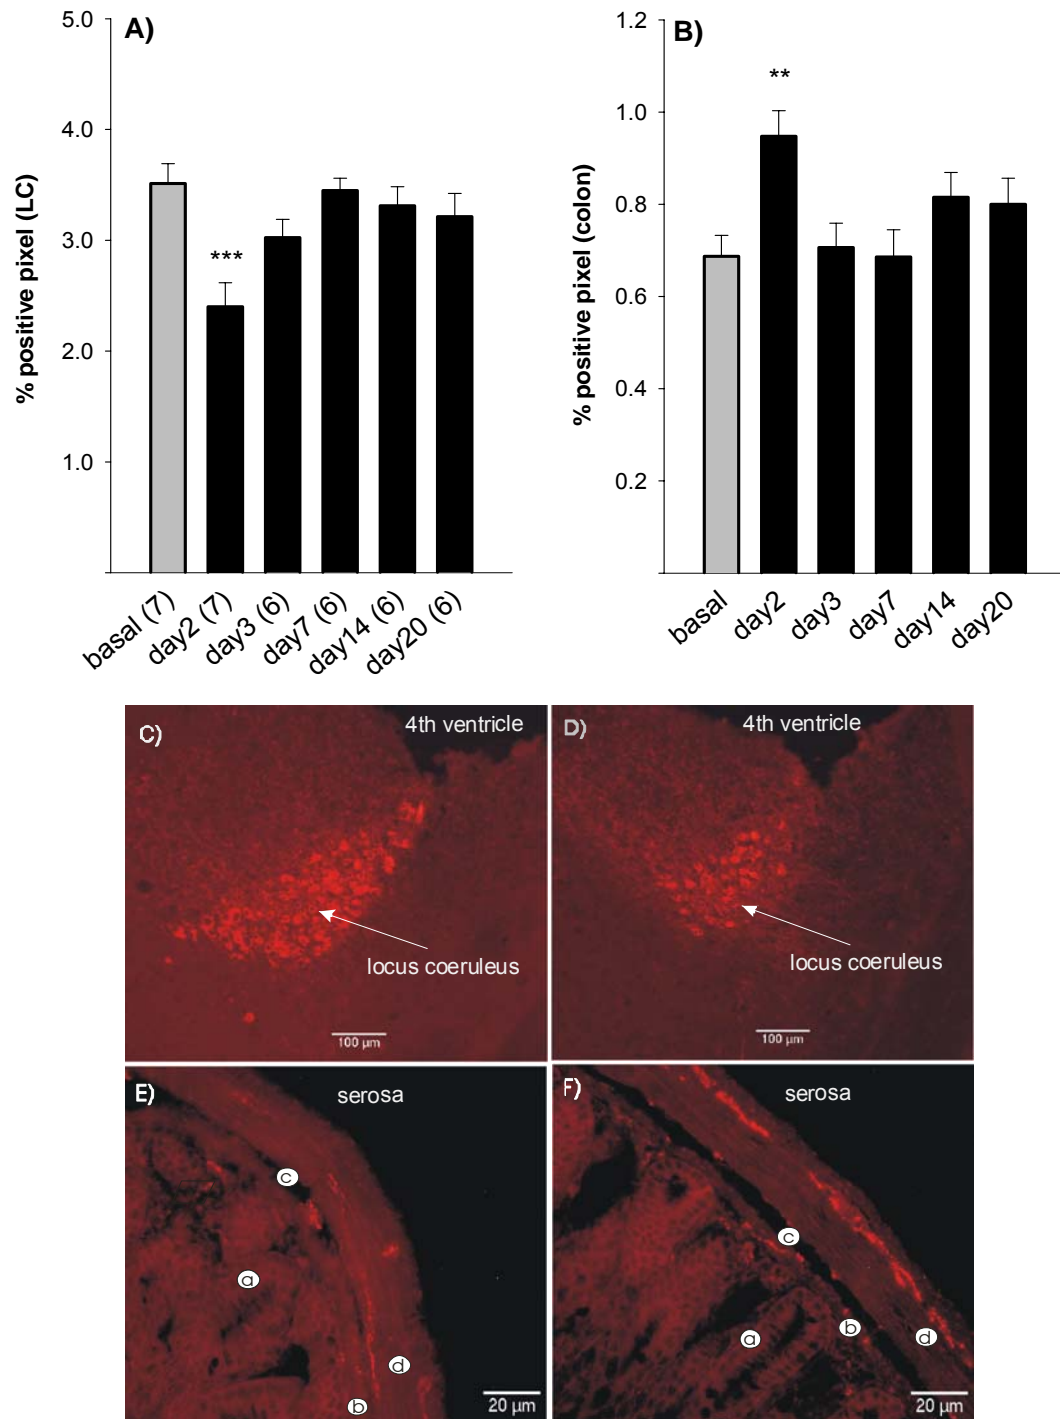 A)
% positive pixel (LC)
5.0
4.0
3.0
2.0
1.0
***
basal (7)
day2 (7)
day3 (6)
day7 (6)
day14 (6)
day20 (6)
B)
% positive pixel (colon)
1.2
1.0
0.8
0.6
0.4
0.2
**
basal
day2
day3
day7
day14
day20
C)
4th ventricle
locus coeruleus
100 µm
D)
4th ventricle
locus coeruleus
100 µm
E)
serosa
c
a
d
b
20 µm
F)
serosa
c
b
a
d
20 µm